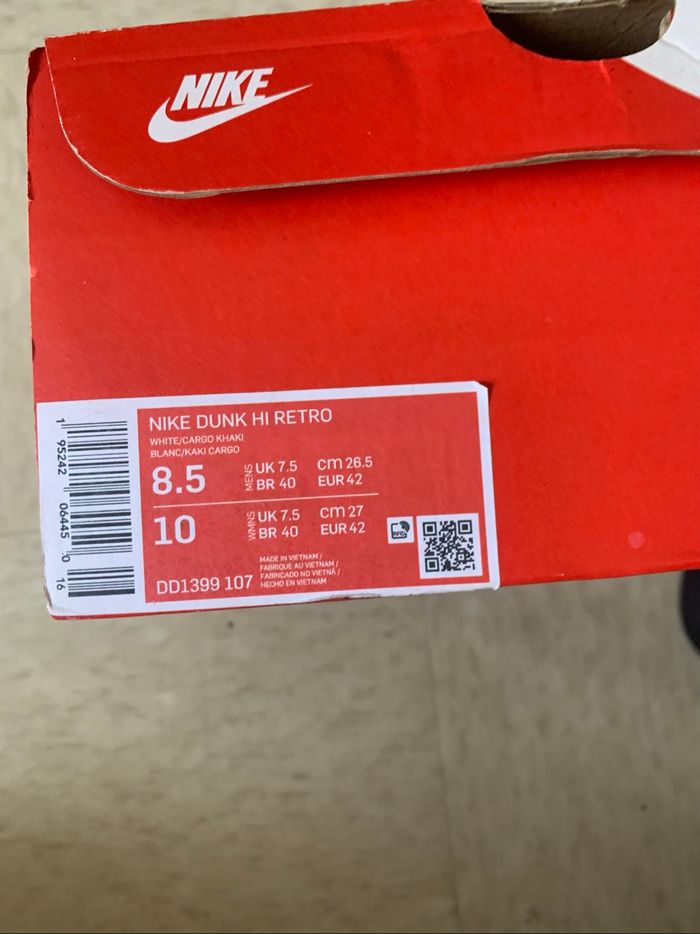 NIKE
NIKE DUNK HI RETRO
WHITE/CARGO KHAKI
BLANC/KAKI CARGO
8.5 MENS UK 7.5 cm 26.5
BR 40 EUR 42
10 WMNS UK 7.5 cm 27
BR 40 EUR 42
MADE IN VIETNAM /
FABRIQUE AU VIETNAM /
FABRICADO NO VIETNÃ /
HECHO EN VIETNAM
DD1399 107
RFID
1 95242 06445 0 16